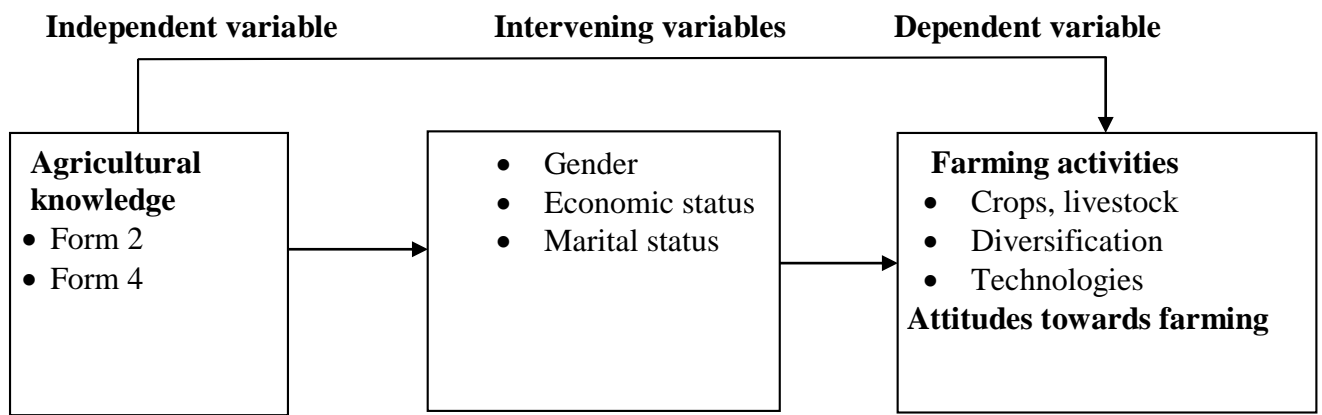 Independent variable Intervening variables Dependent variable
Agricultural
knowledge
• Form 2
• Form 4
• Gender
• Economic status
• Marital status
Farming activities
• Crops, livestock
• Diversification
• Technologies
Attitudes towards farming